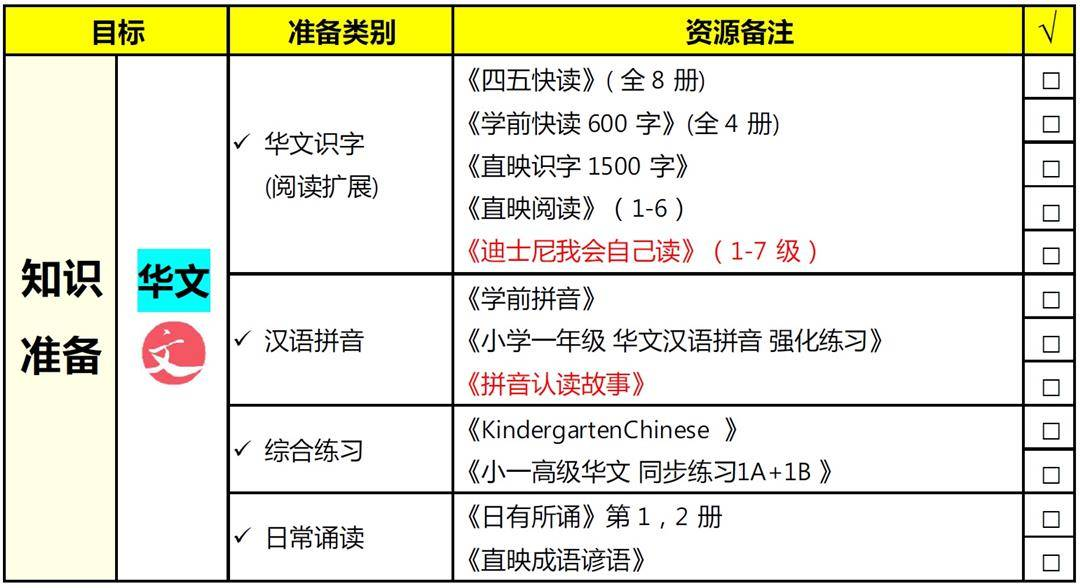 目标 准备类别 资源备注 √
知识
准备
华文
文
✓ 华文识字
(阅读扩展)
《四五快读》( 全 8 册) □
《学前快读 600 字》(全 4 册) □
《直映识字 1500 字》 □
《直映阅读》（ 1-6 ） □
《迪士尼我会自己读》（ 1-7 级 ） □
✓ 汉语拼音
《学前拼音》 □
《小学一年级 华文汉语拼音 强化练习》 □
《拼音认读故事》 □
✓ 综合练习
《KindergartenChinese 》 □
《小一高级华文 同步练习1A+1B 》 □
✓ 日常诵读
《日有所诵》第 1，2 册 □
《直映成语谚语》 □